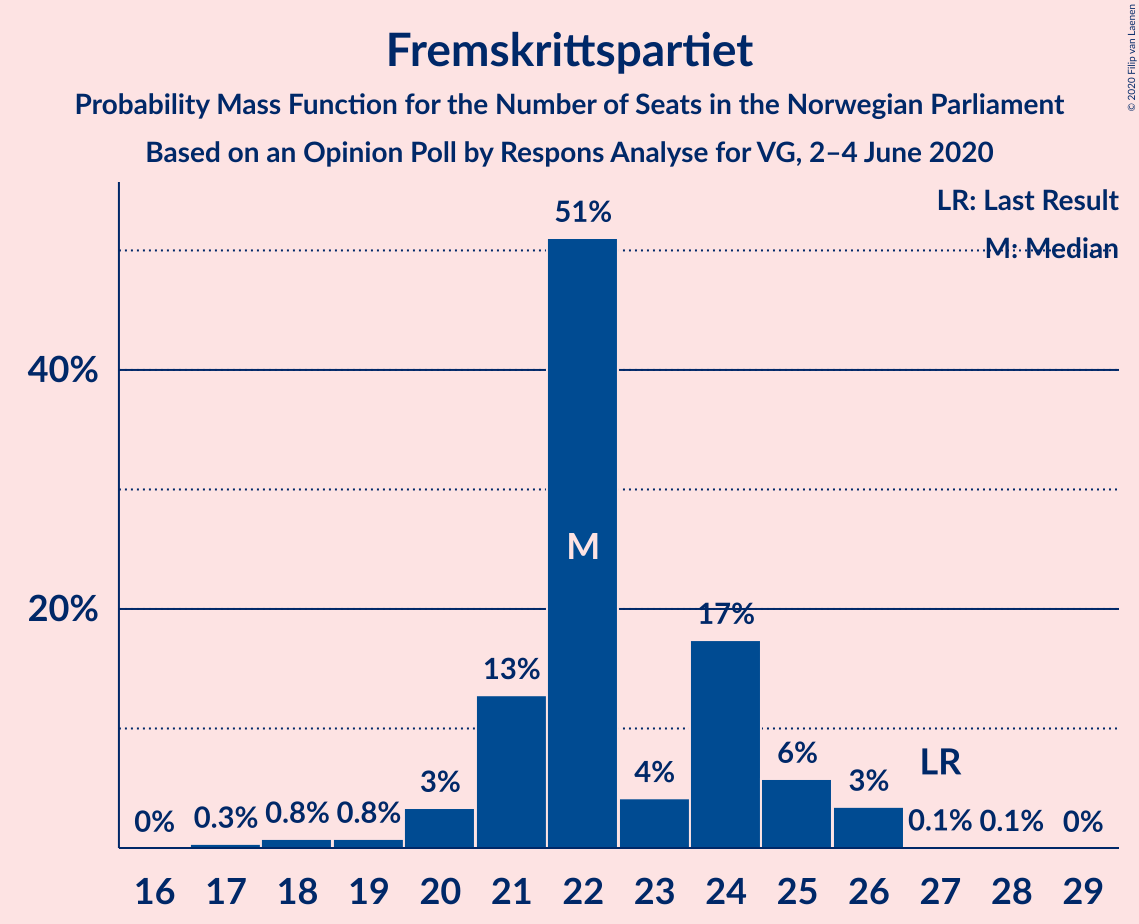 Fremskrittspartiet
Probability Mass Function for the Number of Seats in the Norwegian Parliament
Based on an Opinion Poll by Respons Analyse for VG, 2–4 June 2020
© 2020 Filip van Laenen
LR: Last Result
M: Median
51%
40%
M
20%
17%
13%
6%
LR
4%
3%
3%
0% 0.3% 0.8% 0.8% 0.1% 0.1% 0%
16 17 18 19 20 21 22 23 24 25 26 27 28 29